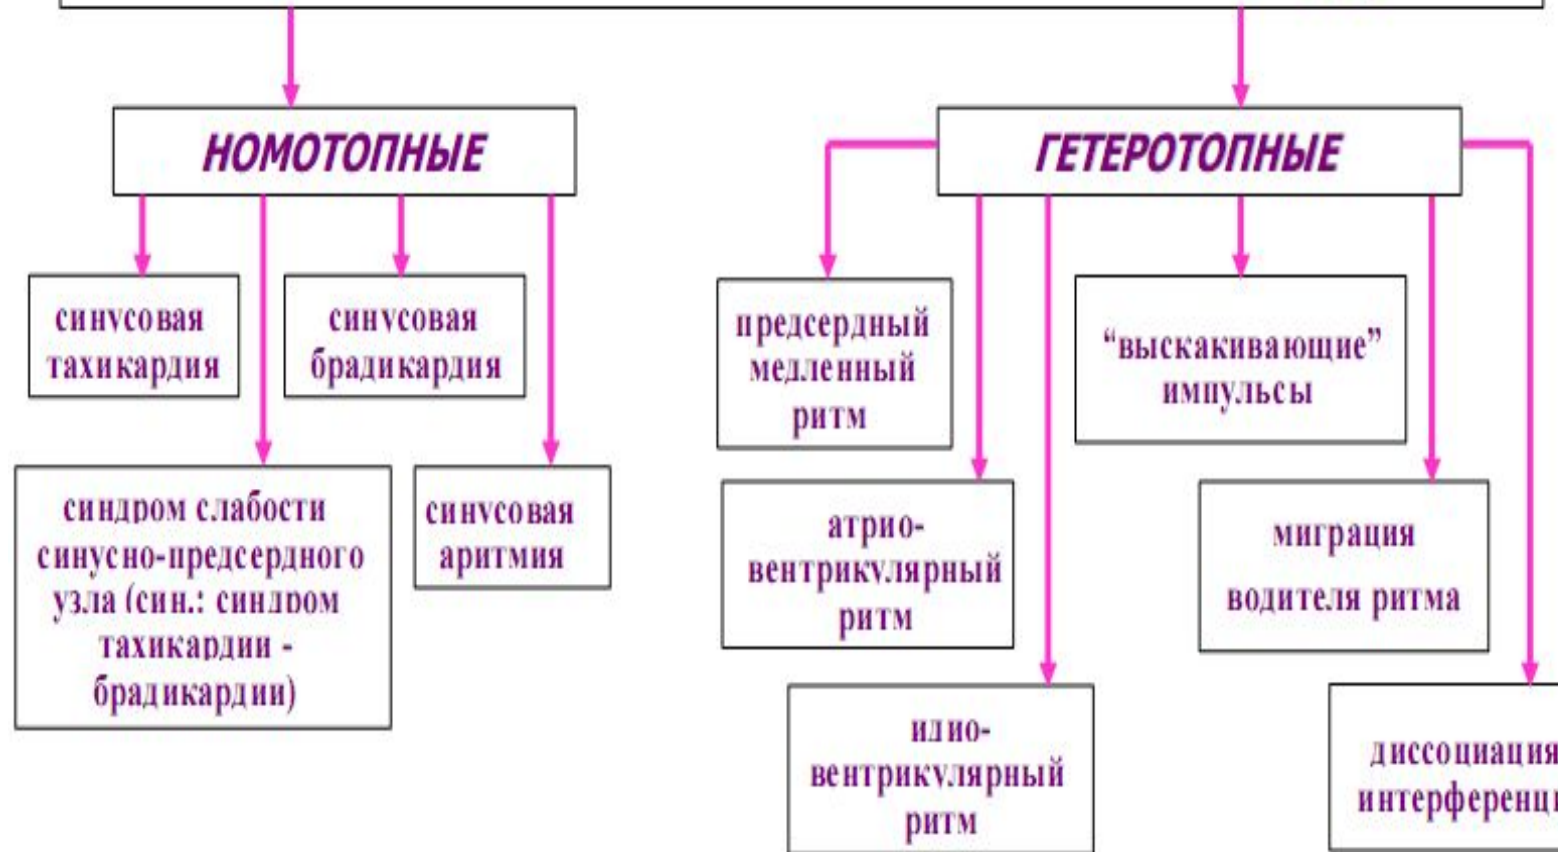 НОМОТОПНЫЕ
ГЕТЕРОТОПНЫЕ
синусовая
тахикардия
синусовая
брадикардия
синдром слабости
синусно-предсердного
узла (син.: синдром
тахикардии -
брадикардии)
синусовая
аритмия
предсердный
медленный
ритм
“выскакивающие”
импульсы
атрио-
вентрикулярный
ритм
миграция
водителя ритма
идио-
вентрикулярный
ритм
диссоциация